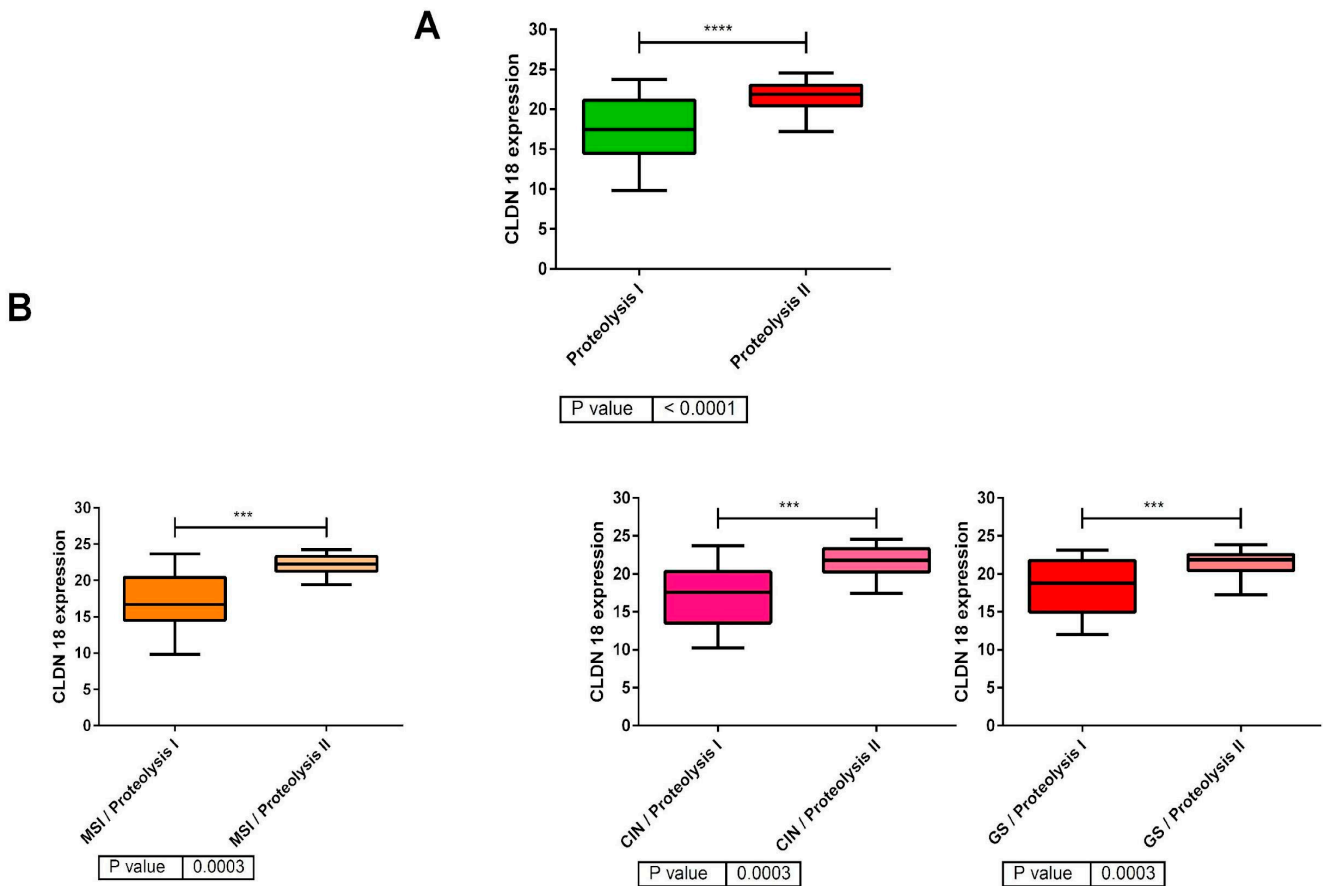 A
****
30
25
20
15
10
5
0
CLDN 18 expression
Proteolysis I
Proteolysis II
P value < 0.0001
B
***
30
25
20
15
10
5
0
CLDN 18 expression
MSI / Proteolysis I
MSI / Proteolysis II
P value 0.0003
***
30
25
20
15
10
5
0
CLDN 18 expression
CIN / Proteolysis I
CIN / Proteolysis II
P value 0.0003
***
30
25
20
15
10
5
0
CLDN 18 expression
GS / Proteolysis I
GS / Proteolysis II
P value 0.0003